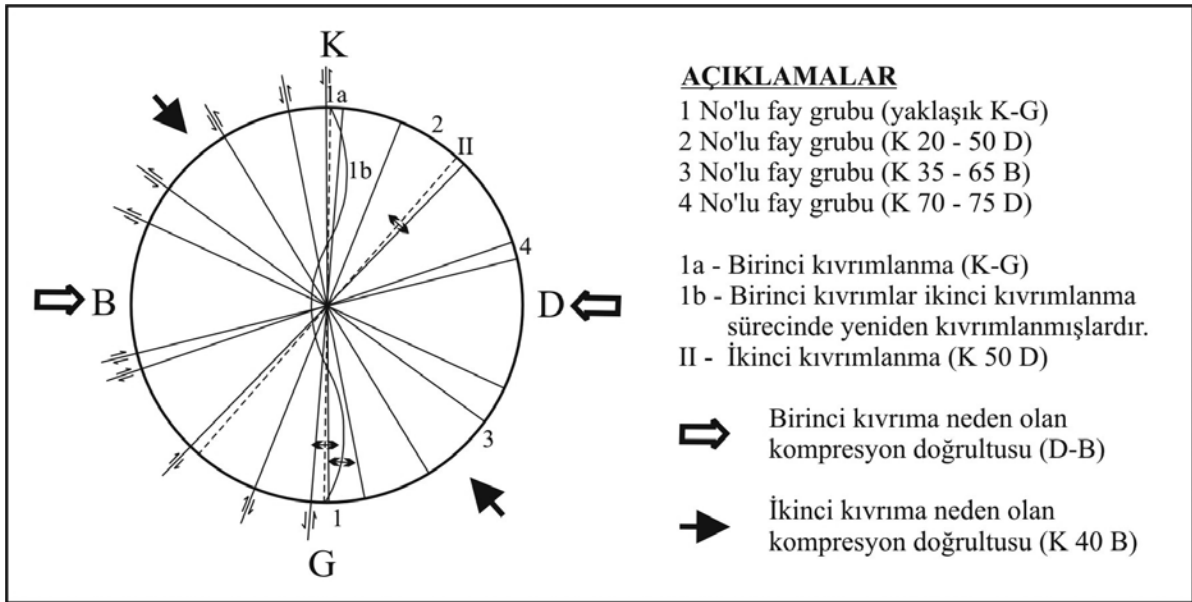 K
1a
2
II
1b
4
B
D
3
1
G
AÇIKLAMALAR
1 No'lu fay grubu (yaklaşık K-G)
2 No'lu fay grubu (K 20 - 50 D)
3 No'lu fay grubu (K 35 - 65 B)
4 No'lu fay grubu (K 70 - 75 D)
1a - Birinci kıvrımlanma (K-G)
1b - Birinci kıvrımlar ikinci kıvrımlanma
sürecinde yeniden kıvrımlanmışlardır.
II - İkinci kıvrımlanma (K 50 D)
Birinci kıvrıma neden olan
kompresyon doğrultusu (D-B)
İkinci kıvrıma neden olan
kompresyon doğrultusu (K 40 B)